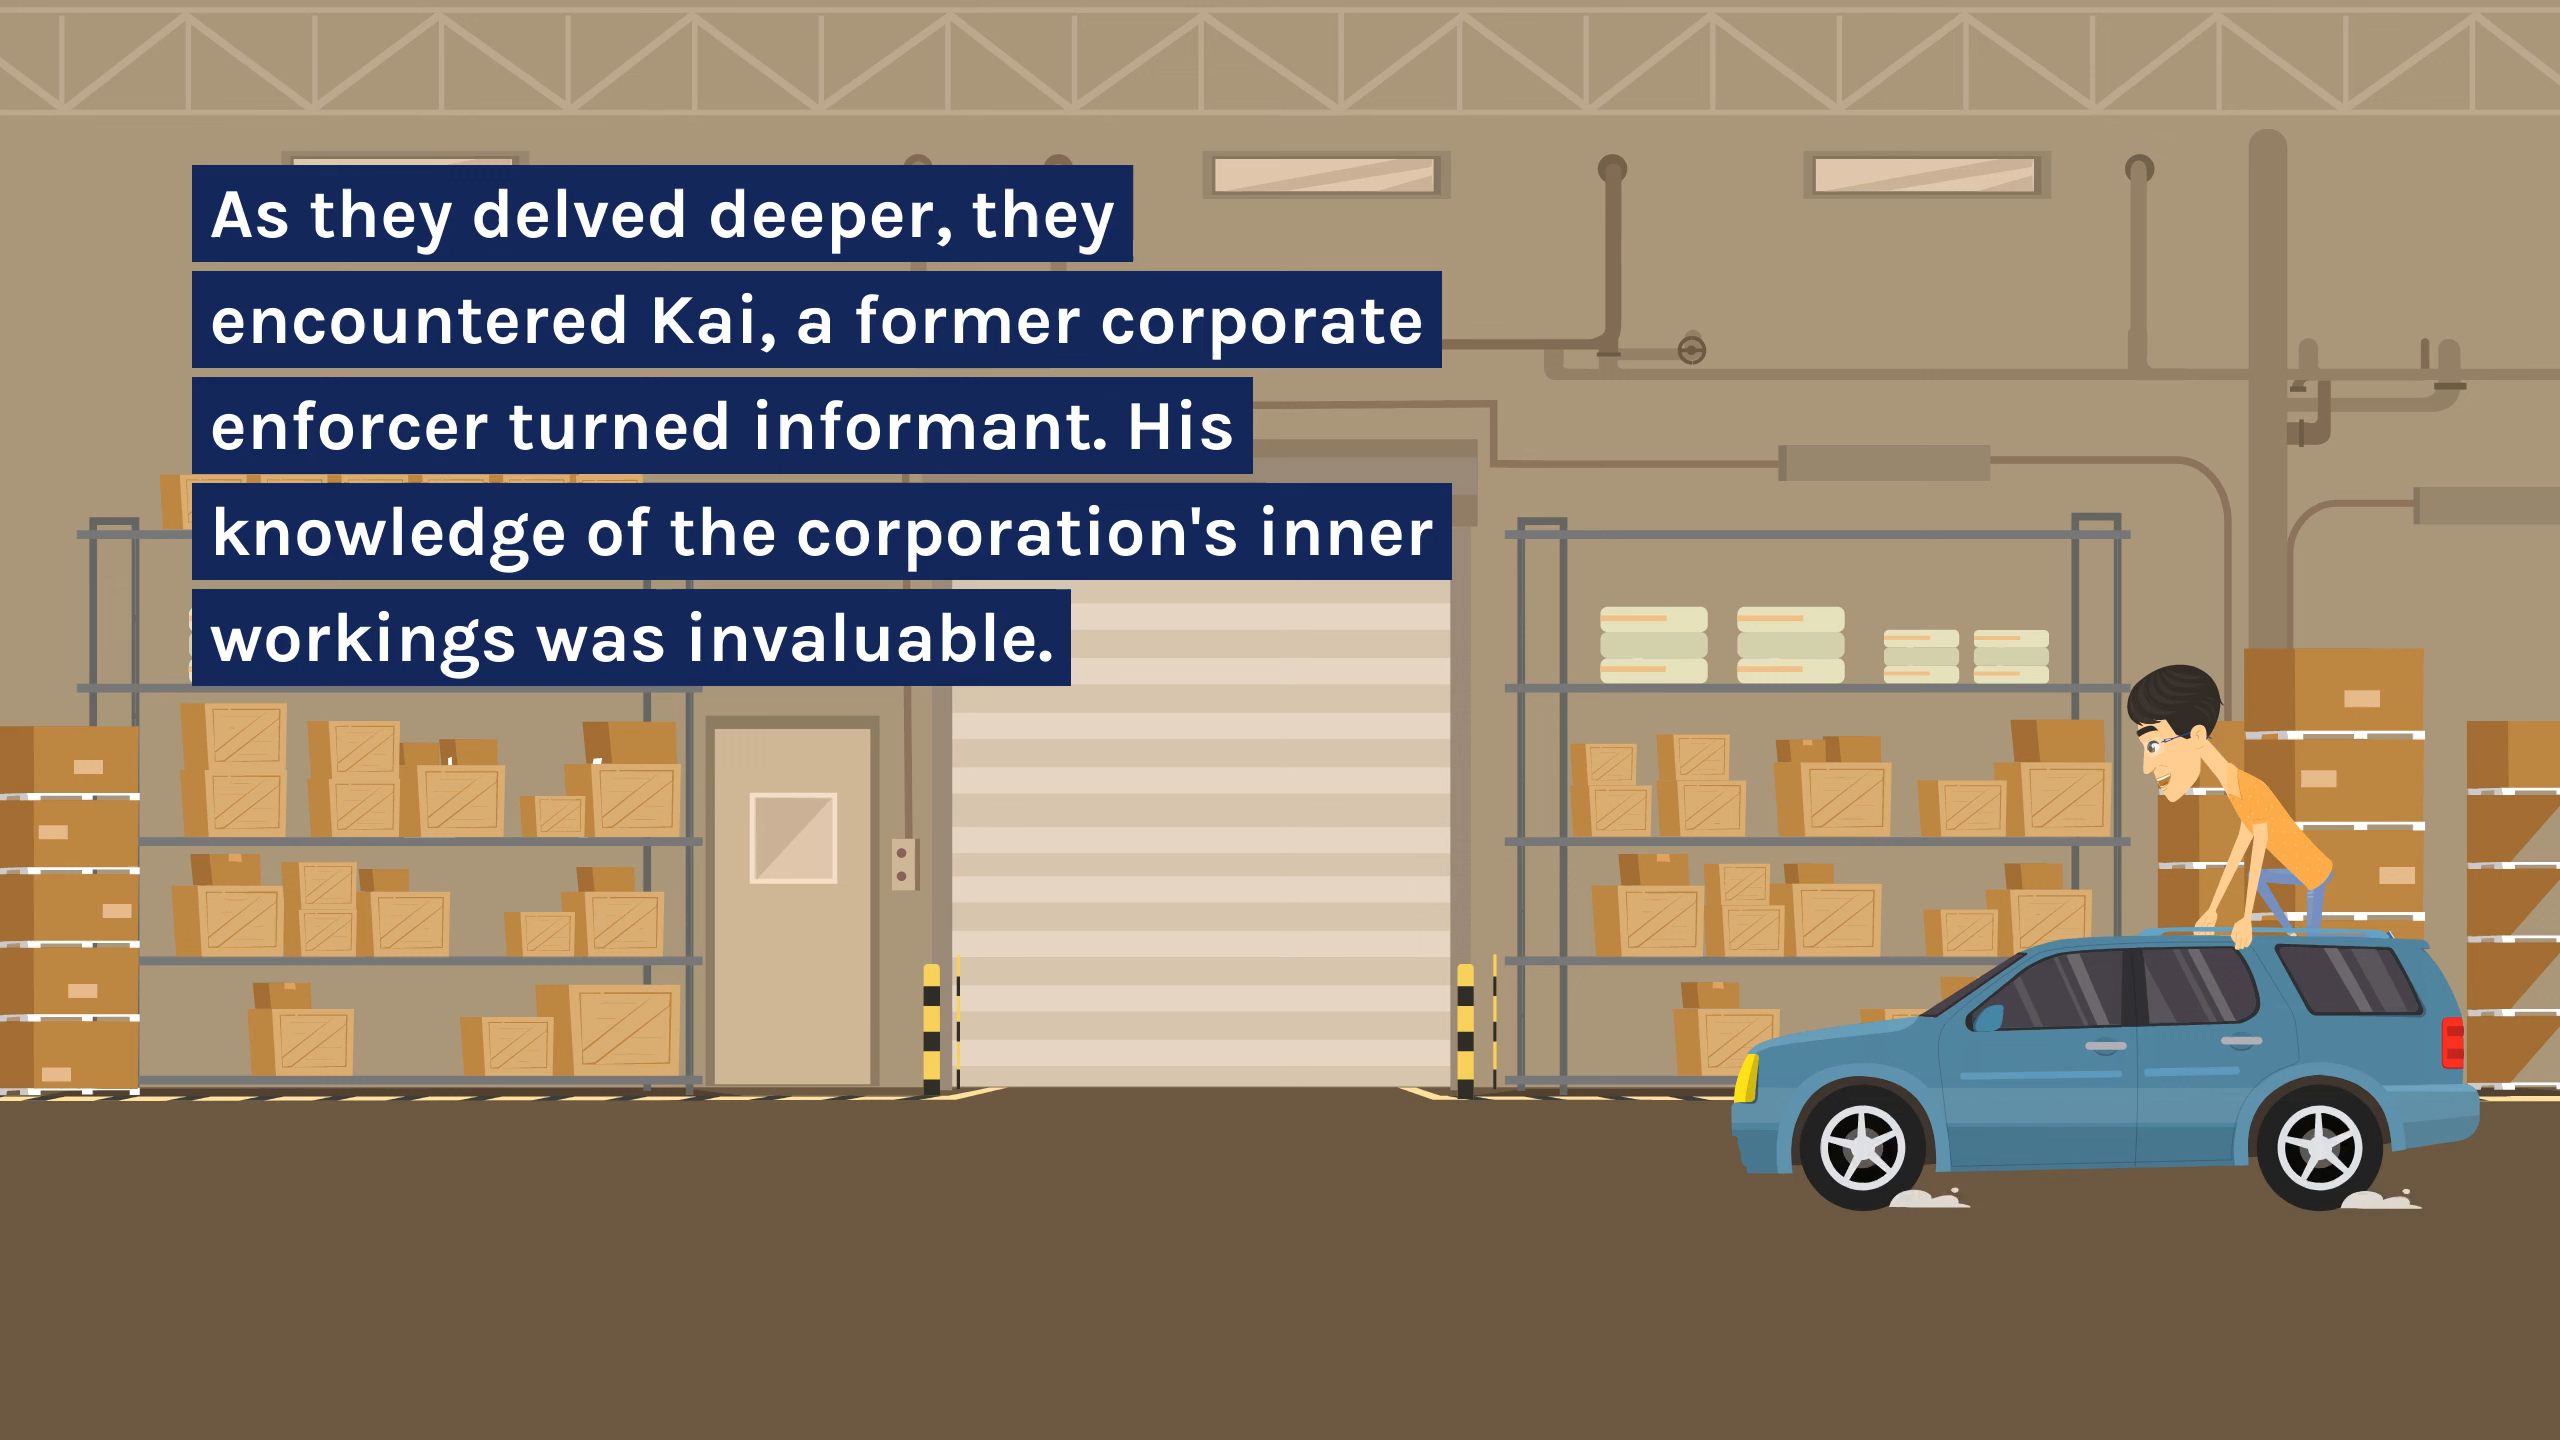 As they delved deeper, they
encountered Kai, a former corporate
enforcer turned informant. His
knowledge of the corporation's inner
workings was invaluable.